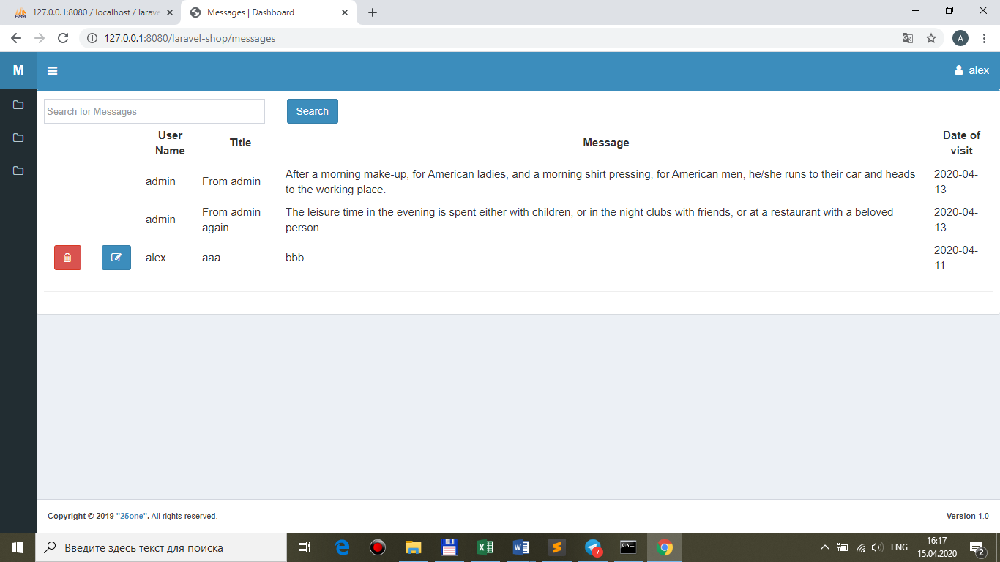 127.0.0.1:8080 / localhost / larave
Messages | Dashboard
127.0.0.1:8080/laravel-shop/messages
A
M
alex
Search for Messages
Search
User Name
Title
Message
Date of visit
admin
From admin
After a morning make-up, for American ladies, and a morning shirt pressing, for American men, he/she runs to their car and heads
to the working place.
2020-04-
13
admin
From admin
again
The leisure time in the evening is spent either with children, or in the night clubs with friends, or at a restaurant with a beloved
person.
2020-04-
13
alex
aaa
bbb
2020-04-
11
Copyright © 2019 "25one". All rights reserved.
Version 1.0
Введите здесь текст для поиска
7
ENG
16:17
15.04.2020
2